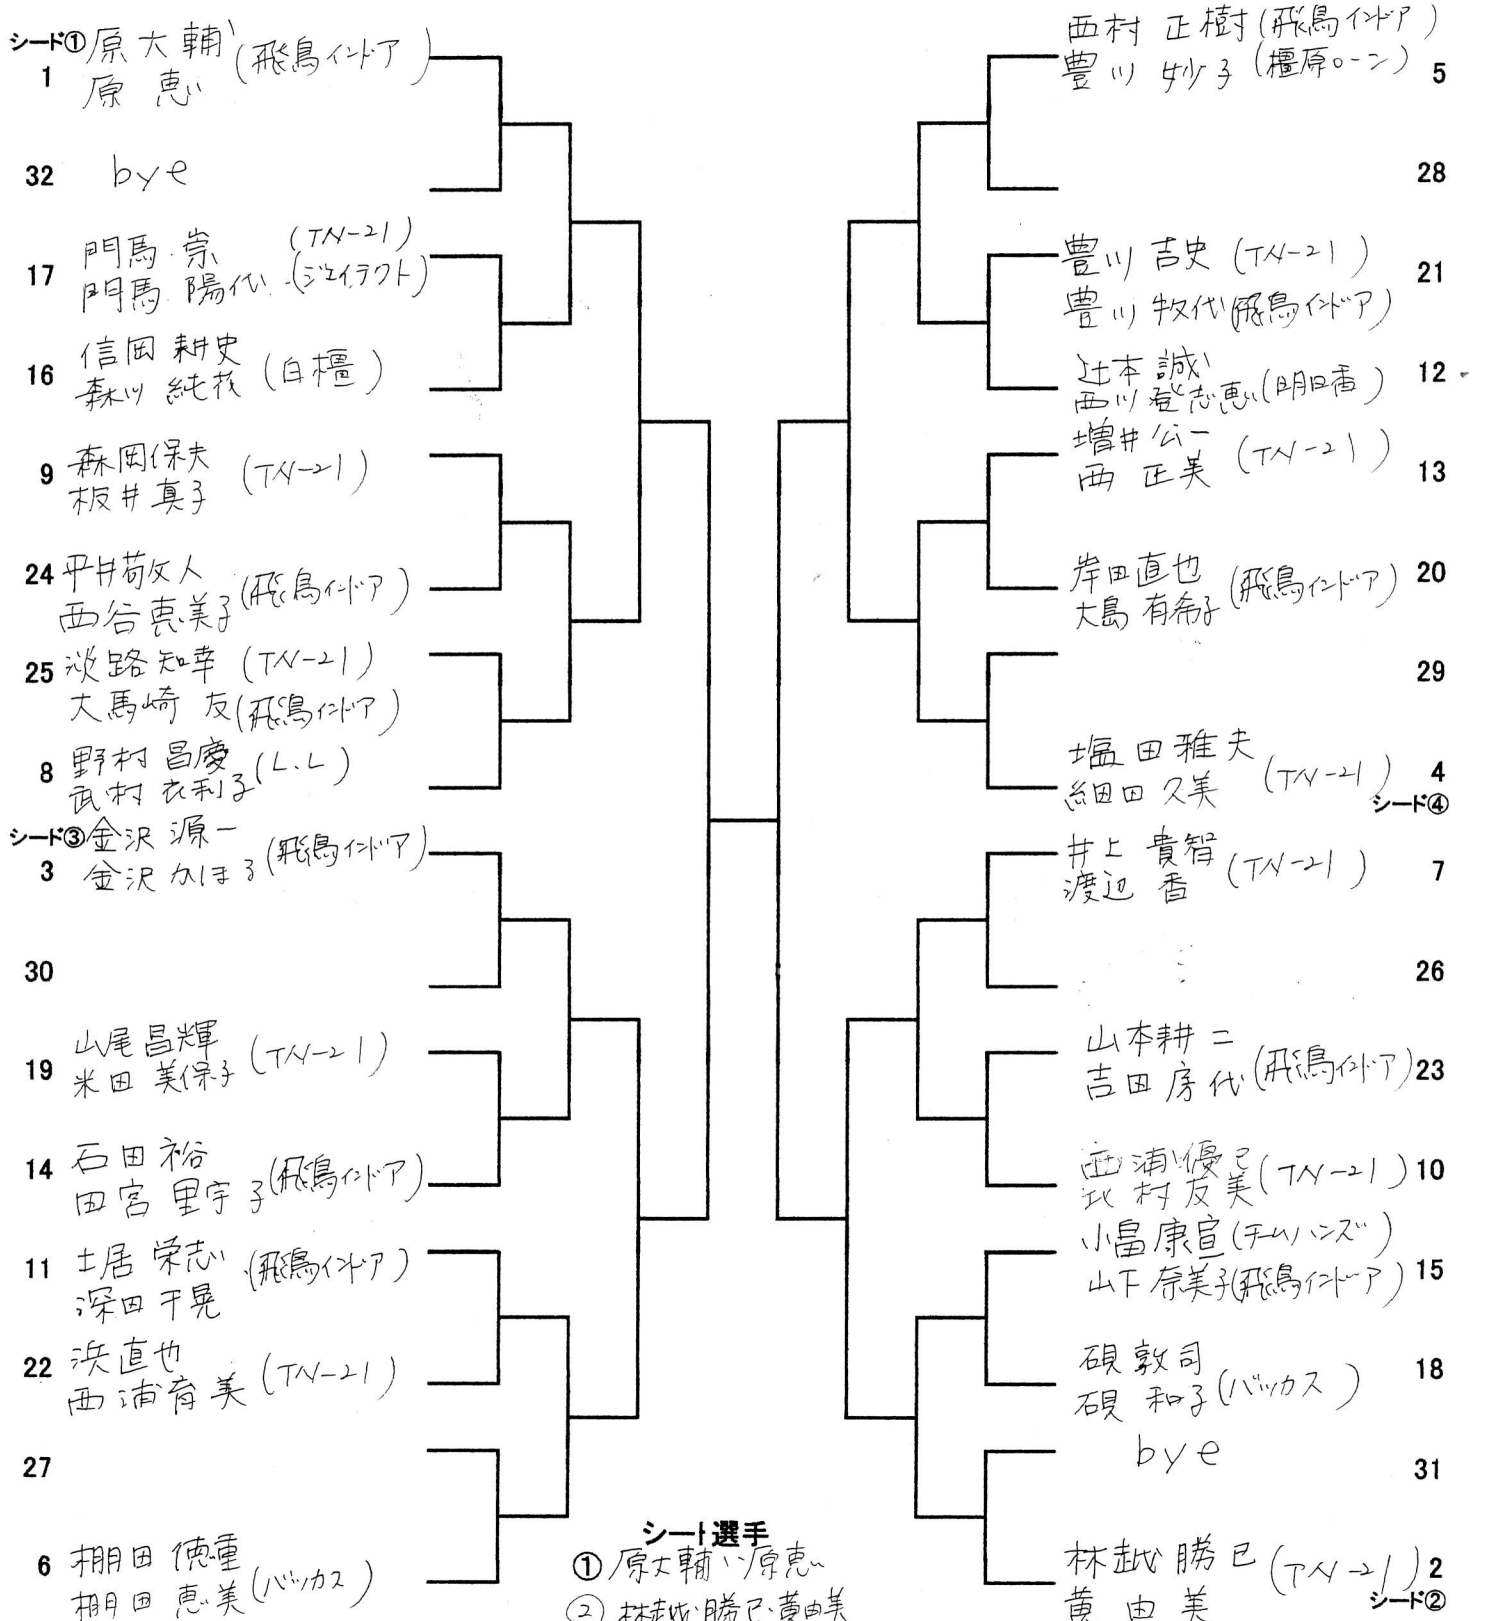 シード① 原 大輔 (飛鳥インドア)
1 原 恵
32 bye
17 門馬 崇 (TN-21)
門馬 陽代 (ジェイテクト)
16 信岡 耕史
森川 純花 (白橿)
9 森岡保夫 (TN-21)
板井真子
24 平井敬人
西谷恵美子 (飛鳥インドア)
25 淡路知幸 (TN-21)
大馬崎 友 (飛鳥インドア)
8 野村 昌慶 (L.L)
武村 衣利子
シード③ 金沢 源一
3 金沢 かほる (飛鳥インドア)
30
19 山尾昌輝 (TN-21)
米田 美保子
14 石田裕
田宮 里宇子 (飛鳥インドア)
11 土居 栄志 (飛鳥インドア)
深田 千晃
22 浜直也
西浦育美 (TN-21)
27
6 棚田 徳重
棚田 恵美 (バッカス)
西村 正樹 (飛鳥インドア)
豊川 妙子 (橿原ローン) 5
28
豊川 吉史 (TN-21) 21
豊川 牧代 (飛鳥インドア)
辻本 誠 12
西川登志恵 (明日香)
増井 公一
西 正美 (TN-21) 13
岸田直也 20
大島 有希子 (飛鳥インドア)
29
塩田雅夫 4
細田 久美 (TN-21) シード④
井上 貴智 7
渡辺 香 (TN-21)
26
山本耕二
吉田房代 (飛鳥インドア) 23
西浦優己 10
北村友美 (TN-21)
小畠康宣 (チームハンズ) 15
山下 奈美子 (飛鳥インドア)
硯 敦司 18
硯 和子 (バッカス)
bye 31
林越 勝已 (TN-21) 2
黄 由 美 シード②
シード選手
① 原大輔・原恵
② 林越勝已・黄由美